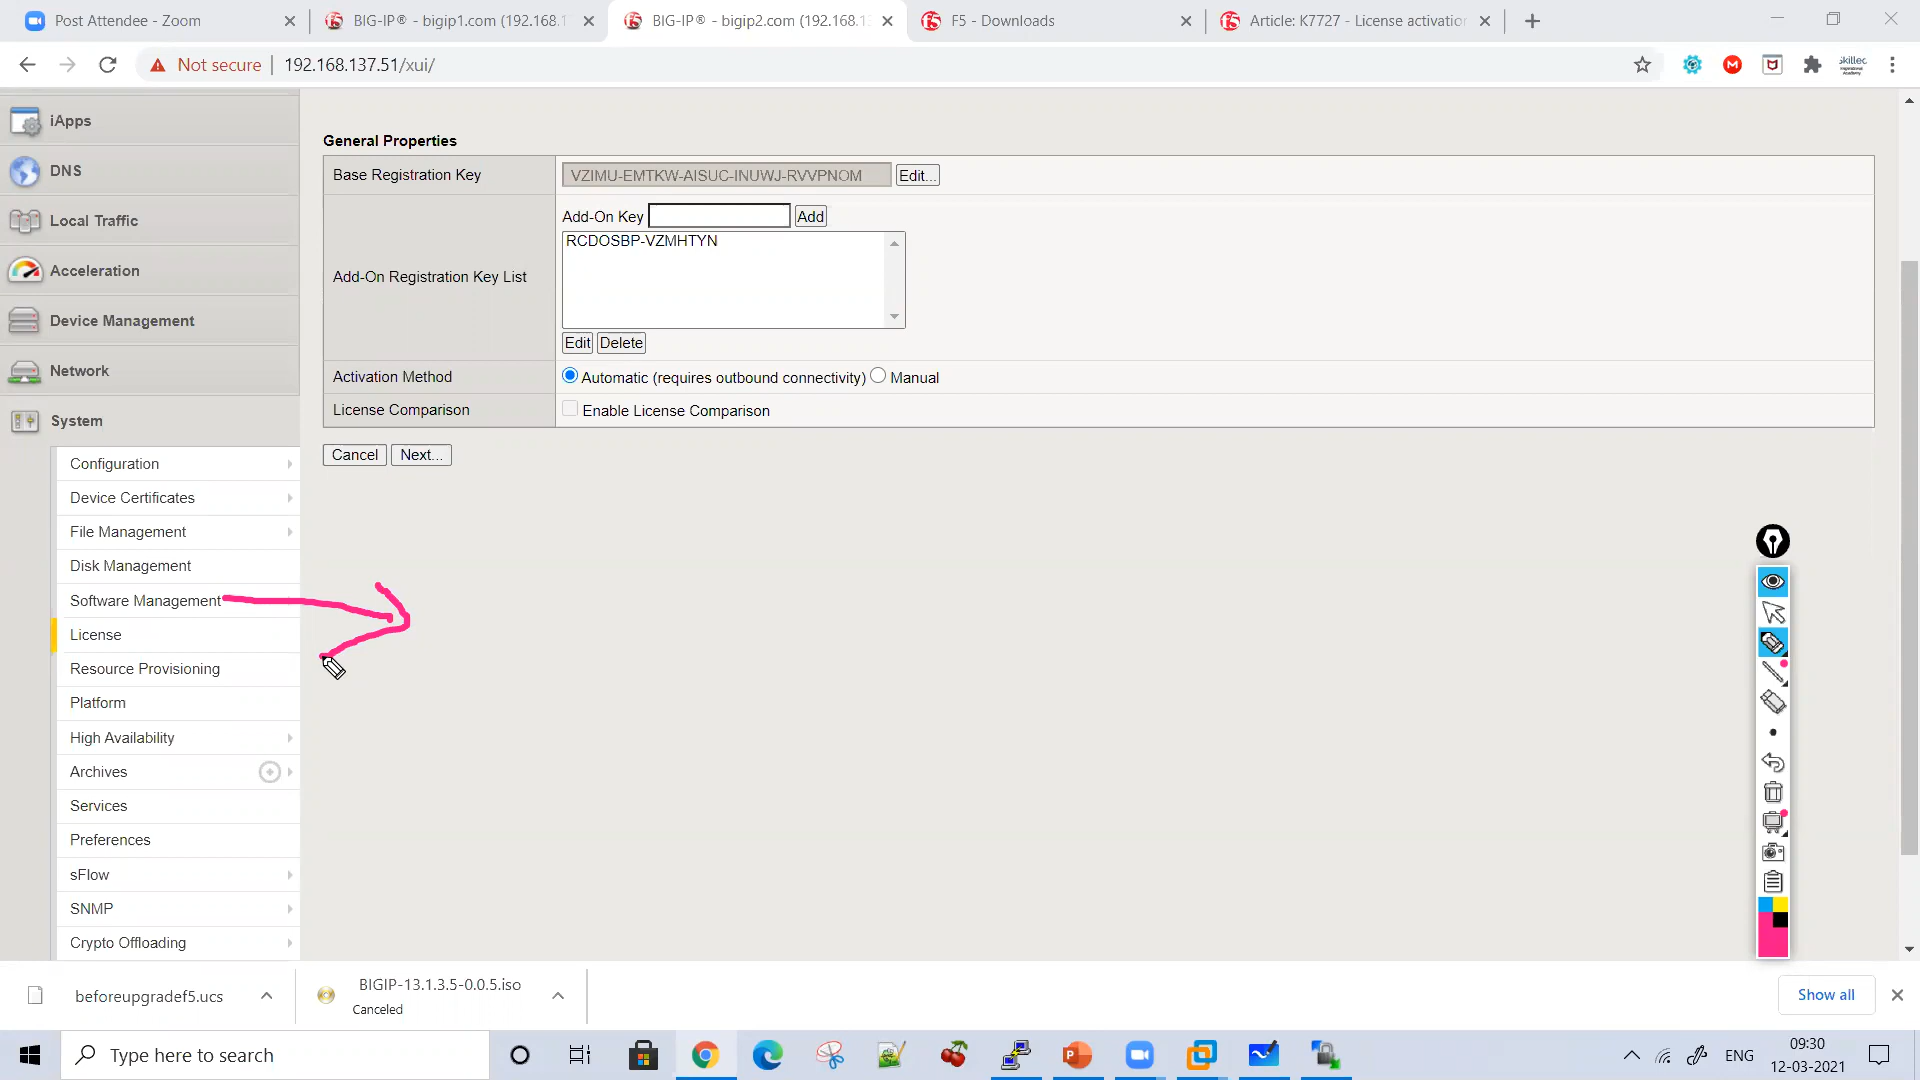 Post Attendee - Zoom
BIG-IP® - bigip1.com (192.168.1
BIG-IP® - bigip2.com (192.168.13
F5 - Downloads
Article: K7727 - License activation
Not secure
192.168.137.51/xui/
skillec
iApps
DNS
Local Traffic
Acceleration
Device Management
Network
System
Configuration
Device Certificates
File Management
Disk Management
Software Management
License
Resource Provisioning
Platform
High Availability
Archives
Services
Preferences
sFlow
SNMP
Crypto Offloading
General Properties
Base Registration Key
VZIMU-EMTKW-AISUC-INUWJ-RVVPNOM
Edit...
Add-On Registration Key List
Add-On Key
Add
RCDOSBP-VZMHTYN
Edit
Delete
Activation Method
Automatic (requires outbound connectivity)
Manual
License Comparison
Enable License Comparison
Cancel
Next...
beforeupgradef5.ucs
BIGIP-13.1.3.5-0.0.5.iso
Canceled
Show all
Type here to search
ENG
09:30
12-03-2021